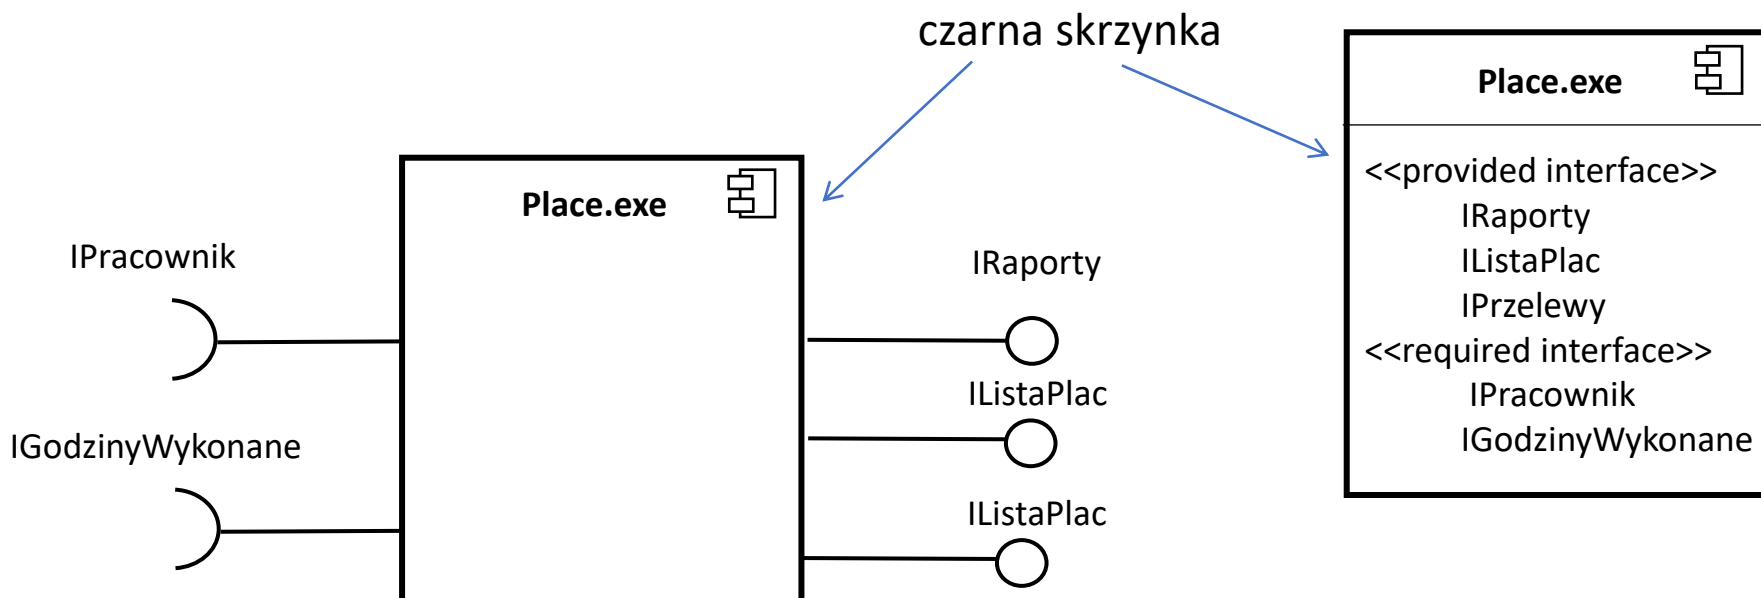 czarna skrzynka
Place.exe
IPracownik
IGodzinyWykonane
IRaporty
IListaPlac
IListaPlac
Place.exe
<<provided interface>>
IRaporty
IListaPlac
IPrzelewy
<<required interface>>
IPracownik
IGodzinyWykonane